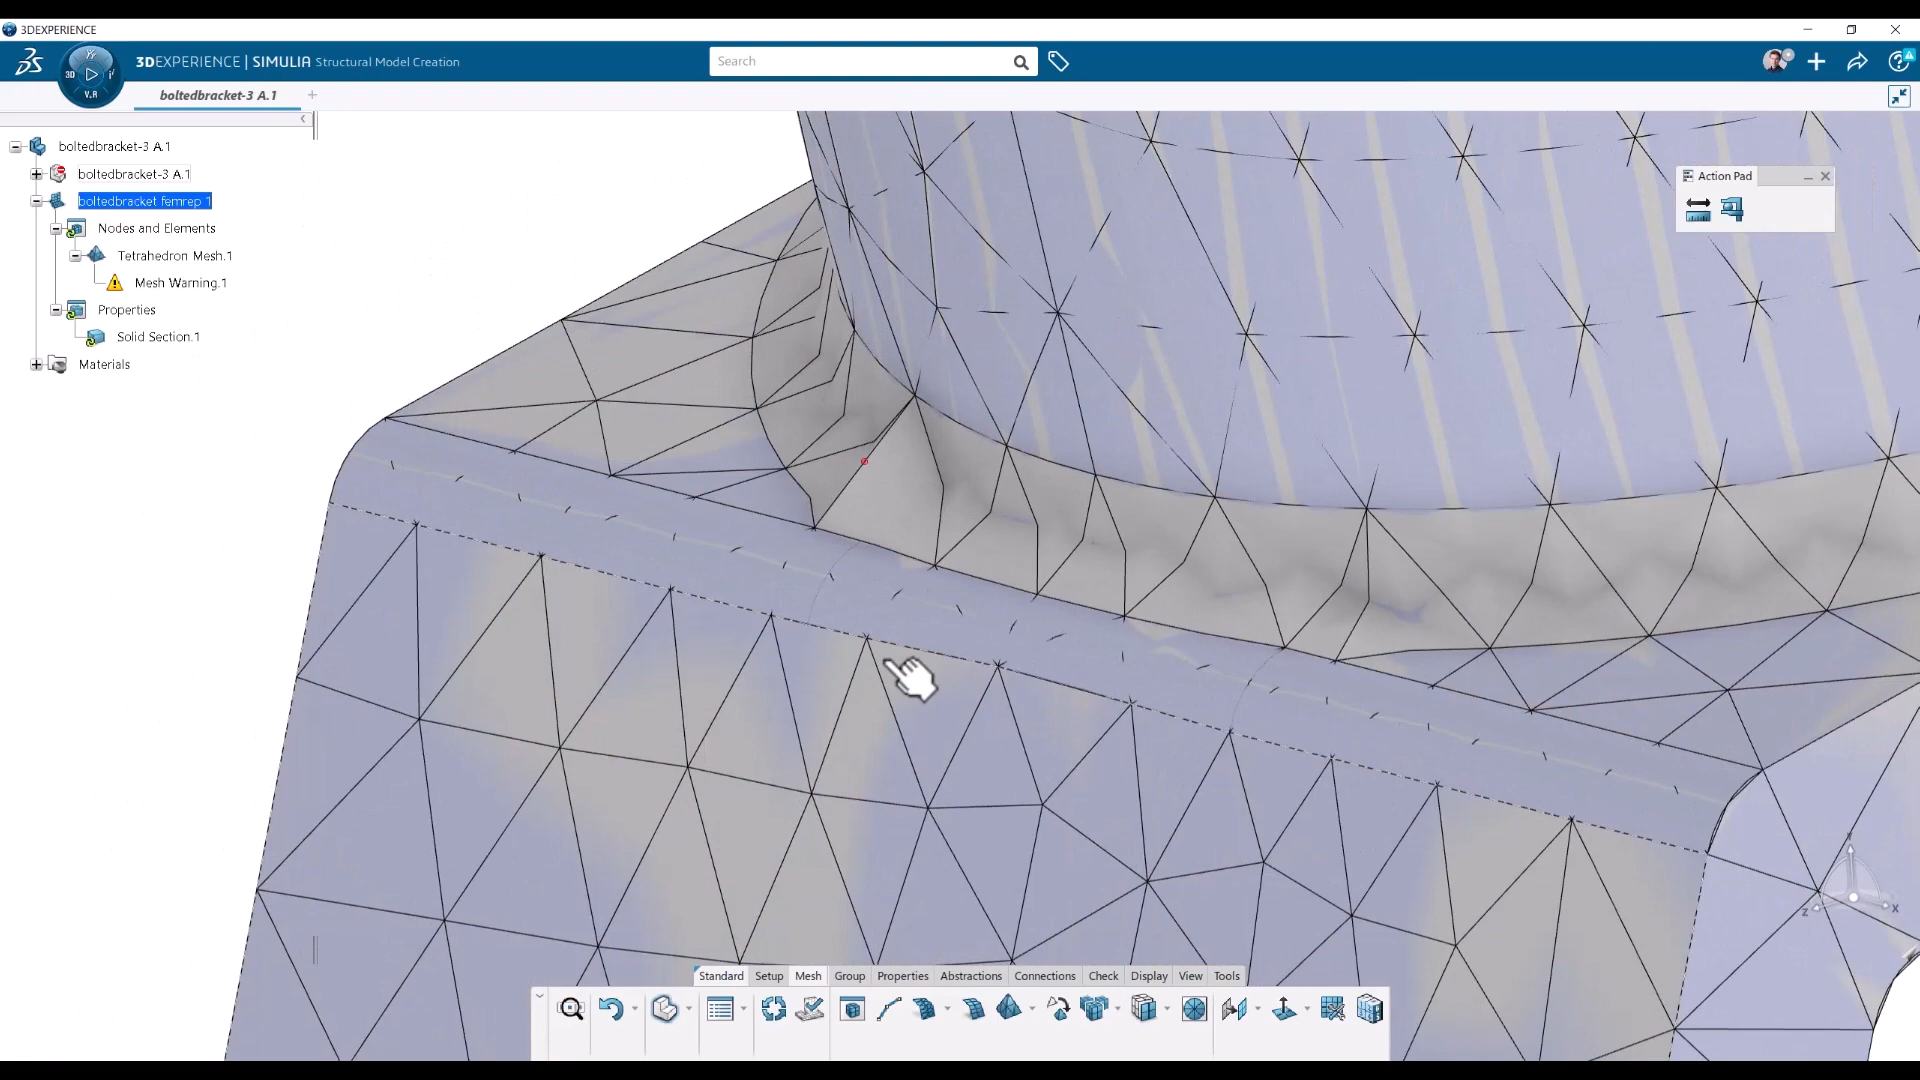 3DEXPERIENCE
3DEXPERIENCE | SIMULIA Structural Model Creation
Search
3D
V.R
boltedbracket-3 A.1
boltedbracket-3 A.1
boltedbracket-3 A.1
boltedbracket femrep 1
Nodes and Elements
Tetrahedron Mesh.1
Mesh Warning.1
Properties
Solid Section.1
Materials
Action Pad
Y
Z
X
Standard Setup Mesh Group Properties Abstractions Connections Check Display View Tools